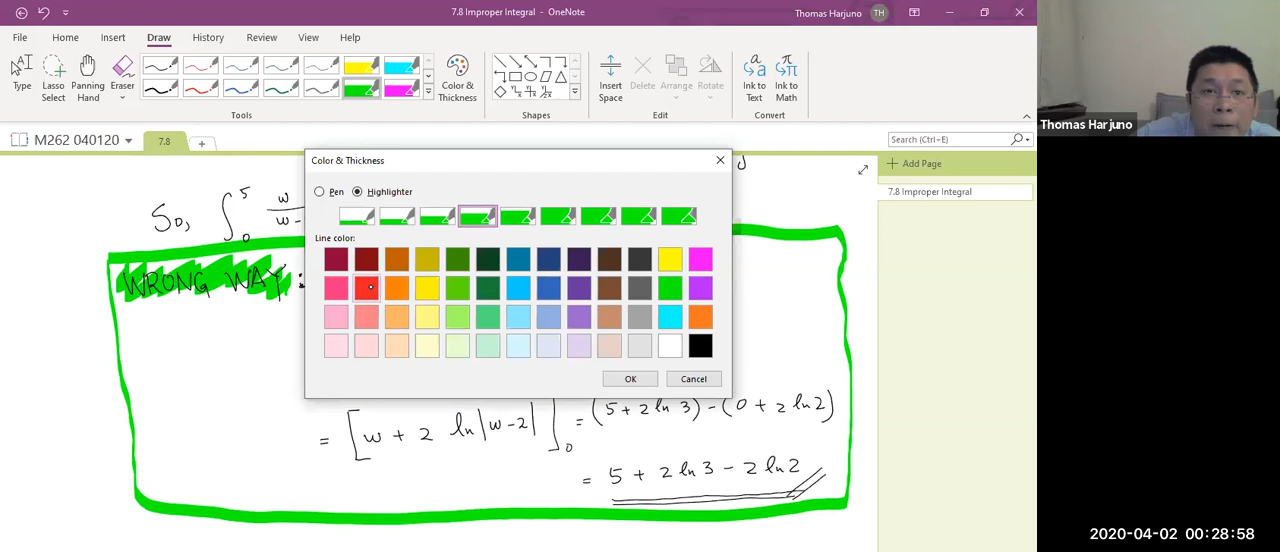 7.8 Improper Integral - OneNote
Thomas Harjuno TH
File Home Insert Draw History Review View Help
Type
Lasso Select
Panning Hand
Eraser
Color & Thickness
Insert Space
Delete
Arrange
Rotate
Ink to Text
Ink to Math
Tools
Shapes
Edit
Convert
M262 040120
7.8
Search (Ctrl+E)
Add Page
7.8 Improper Integral
Thomas Harjuno
Color & Thickness
Pen
Highlighter
Line color:
OK
Cancel
So, ∫ 5 0 w w-
WRONG WAY :
= [w + 2 ln|w-2|] 0 = (5 + 2 ln 3) - (0 + 2 ln 2)
= 5 + 2 ln 3 - 2 ln 2
2020-04-02 00:28:58